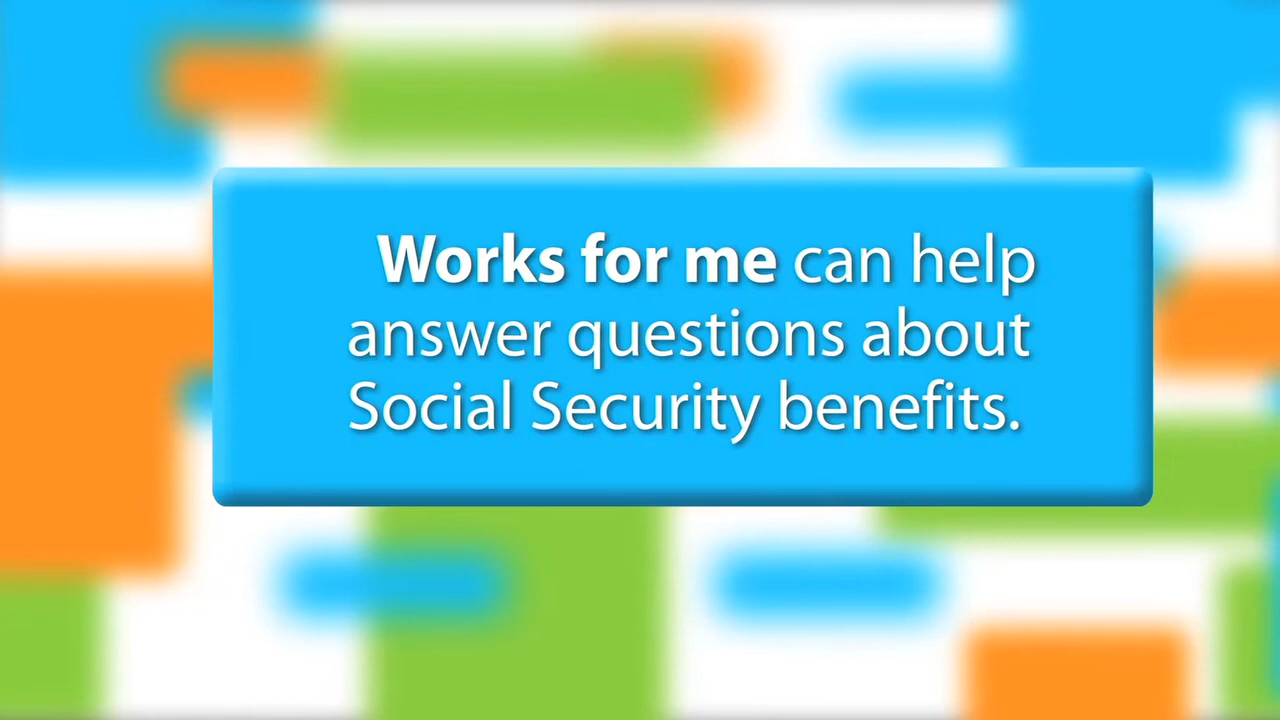 Works for me can help
answer questions about
Social Security benefits.